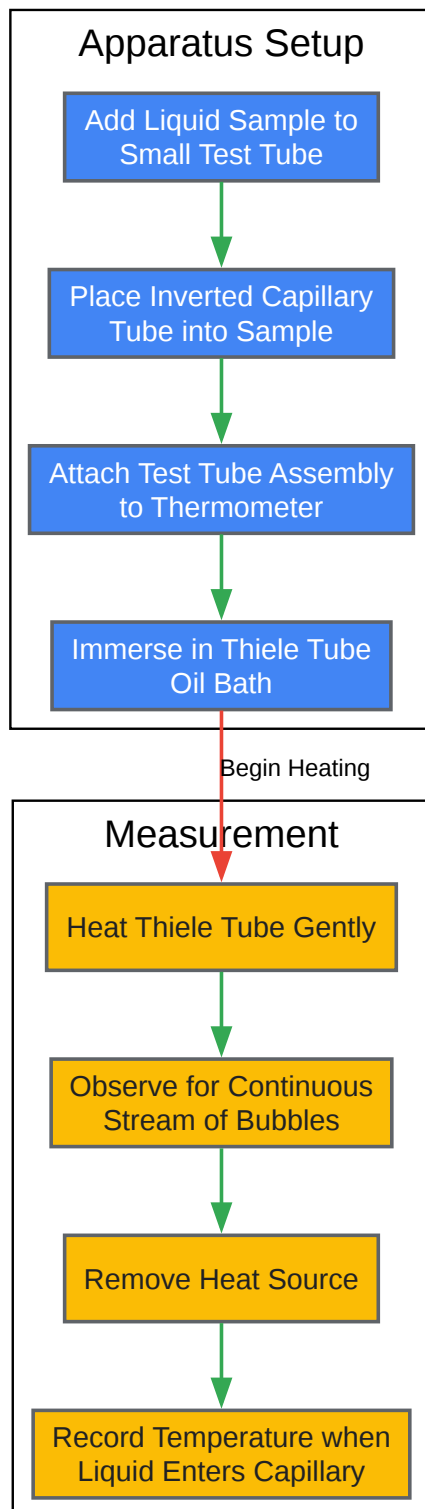 Apparatus Setup
Add Liquid Sample to
Small Test Tube
Place Inverted Capillary
Tube into Sample
Attach Test Tube Assembly
to Thermometer
Immerse in Thiele Tube
Oil Bath
Begin Heating
Measurement
Heat Thiele Tube Gently
Observe for Continuous
Stream of Bubbles
Remove Heat Source
Record Temperature when
Liquid Enters Capillary